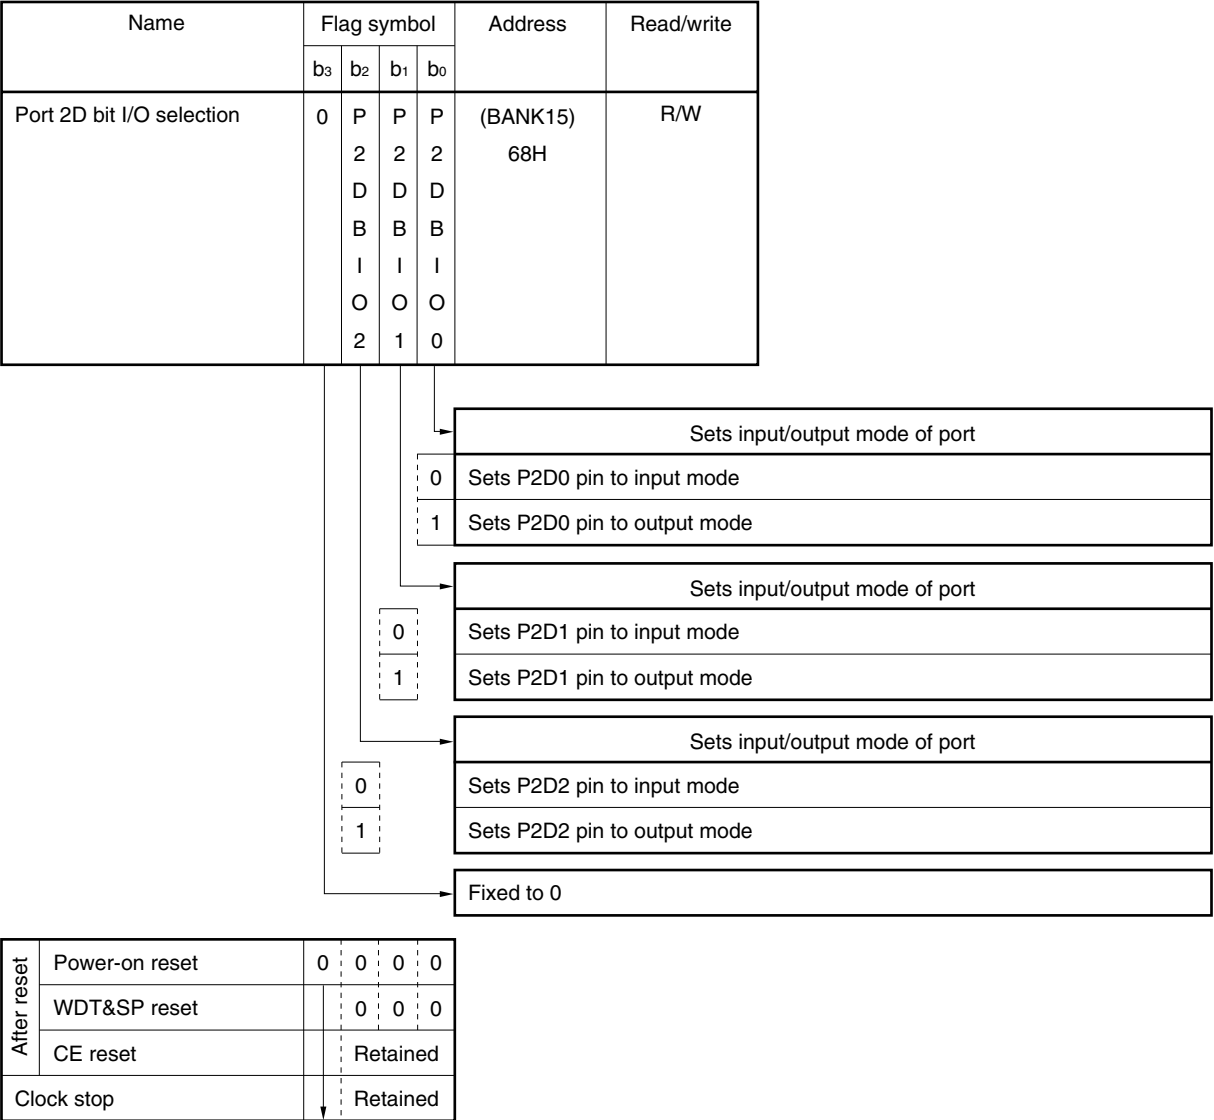 Name Flag symbol Address Read/write
b3 b2 b1 b0
Port 2D bit I/O selection 0 P P P (BANK15) R/W
2 2 2 68H
D D D
B B B
I I I
O O O
2 1 0
Sets input/output mode of port
0 Sets P2D0 pin to input mode
1 Sets P2D0 pin to output mode
Sets input/output mode of port
0 Sets P2D1 pin to input mode
1 Sets P2D1 pin to output mode
Sets input/output mode of port
0 Sets P2D2 pin to input mode
1 Sets P2D2 pin to output mode
Fixed to 0
After reset
Power-on reset 0 0 0 0
WDT&SP reset 0 0 0
CE reset Retained
Clock stop Retained